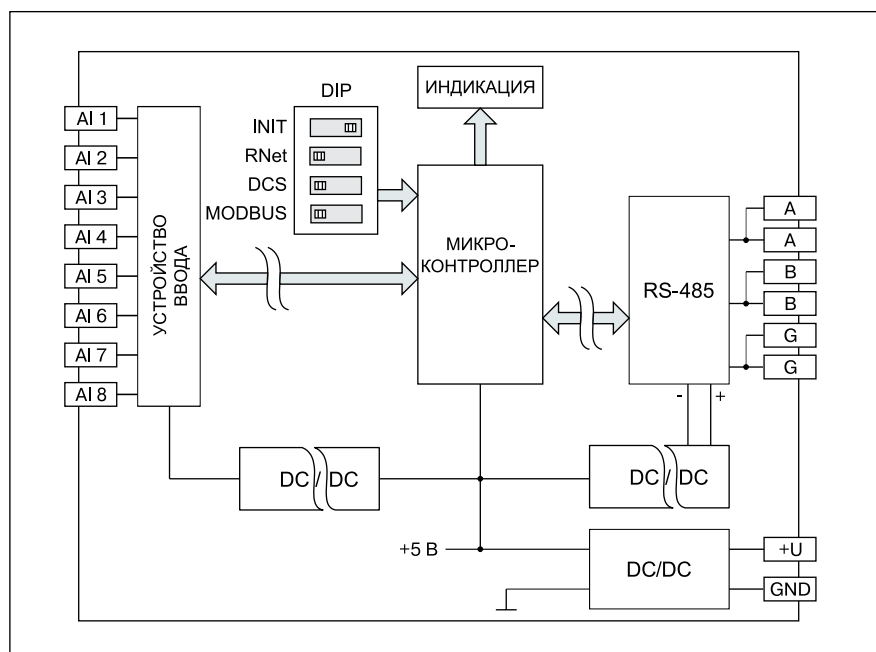 ИНДИКАЦИЯ
DIP
INIT
RNet
DCS
MODBUS
AI 1
AI 2
AI 3
AI 4
AI 5
AI 6
AI 7
AI 8
УСТРОЙСТВО
ВВОДА
МИКРО-
КОНТРОЛЛЕР
RS-485
A
A
B
B
G
G
- +
DC / DC
DC / DC
+5 В
DC/DC
+U
GND